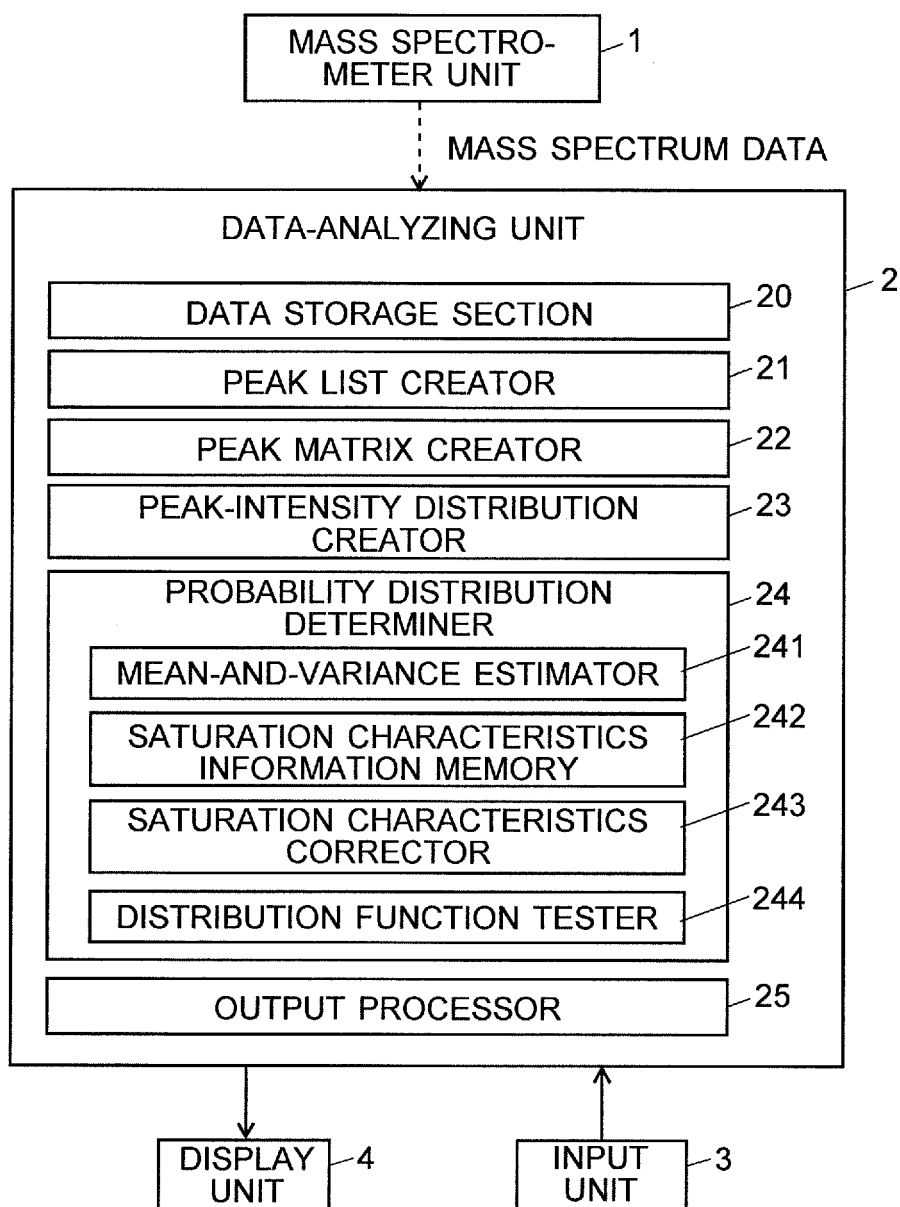 MASS SPECTRO-
METER UNIT
1
MASS SPECTRUM DATA
DATA-ANALYZING UNIT
2
DATA STORAGE SECTION
20
PEAK LIST CREATOR
21
PEAK MATRIX CREATOR
22
PEAK-INTENSITY DISTRIBUTION
CREATOR
23
PROBABILITY DISTRIBUTION
DETERMINER
24
MEAN-AND-VARIANCE ESTIMATOR
241
SATURATION CHARACTERISTICS
INFORMATION MEMORY
242
SATURATION CHARACTERISTICS
CORRECTOR
243
DISTRIBUTION FUNCTION TESTER
244
OUTPUT PROCESSOR
25
DISPLAY
UNIT
4
INPUT
UNIT
3